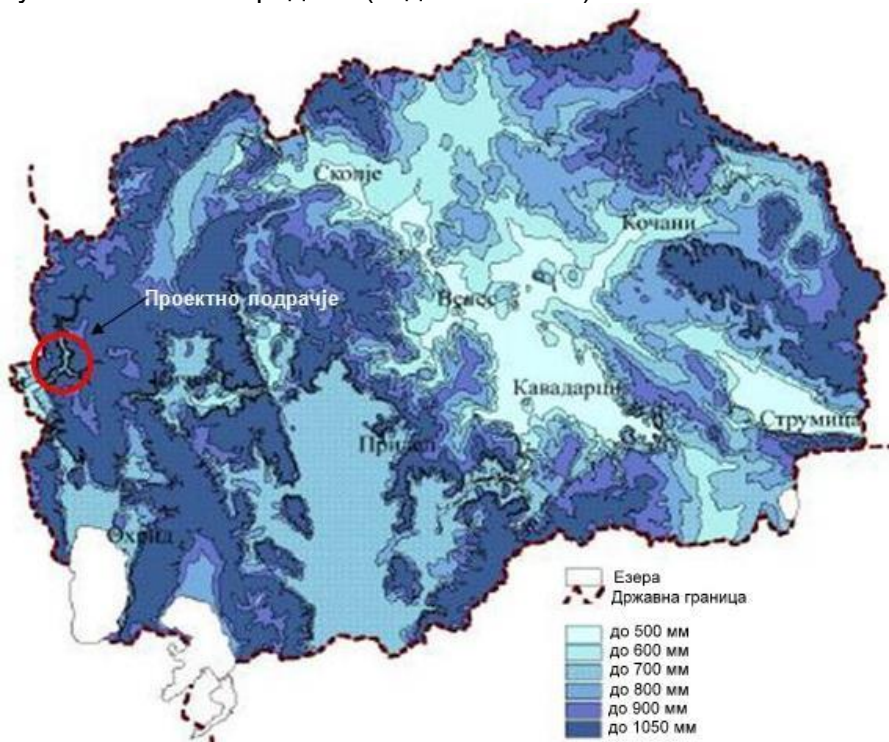 Скопје
Кочани
Велес
Проектно подрачје
Кавадарци
Струмица
Прилеп
Охрид
Езера
Државна граница
до 500 мм
до 600 мм
до 700 мм
до 800 мм
до 900 мм
до 1050 мм